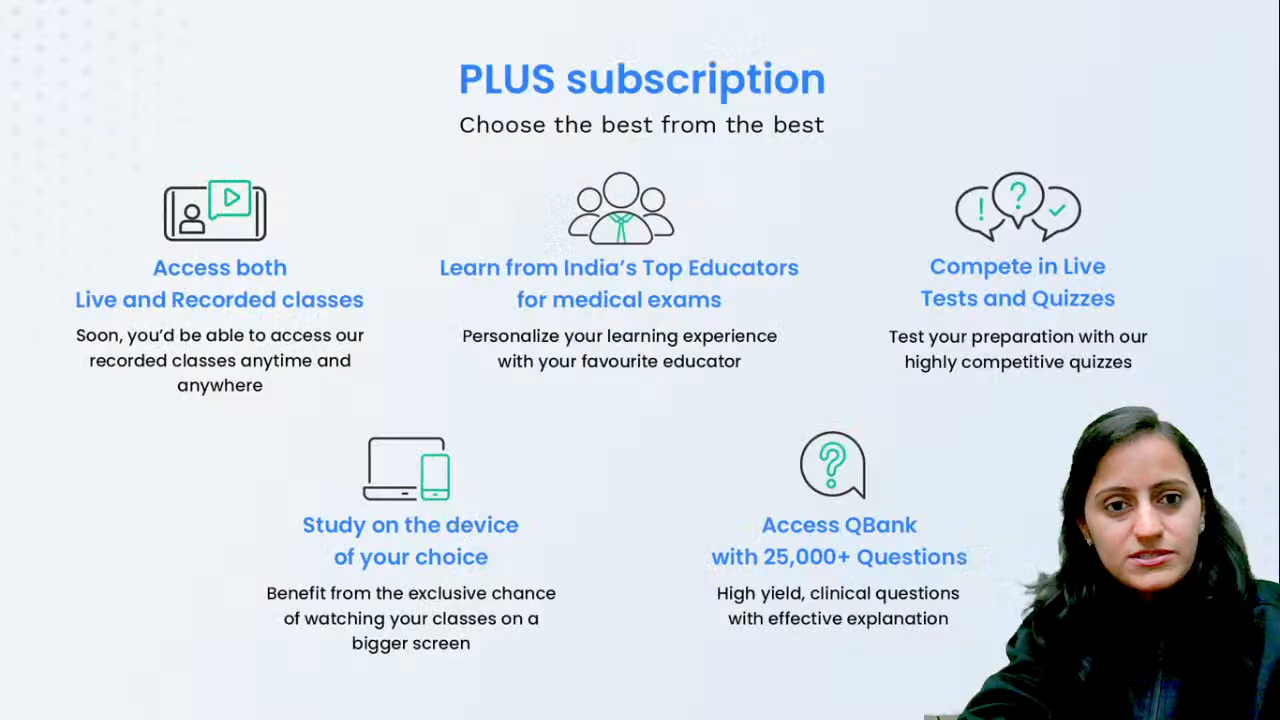 PLUS subscription
Choose the best from the best
Access both
Live and Recorded classes
Soon, you'd be able to access our
recorded classes anytime and
anywhere
Learn from India's Top Educators
for medical exams
Personalize your learning experience
with your favourite educator
Compete in Live
Tests and Quizzes
Test your preparation with our
highly competitive quizzes
Study on the device
of your choice
Benefit from the exclusive chance
of watching your classes on a
bigger screen
Access QBank
with 25,000+ Questions
High yield, clinical questions
with effective explanation